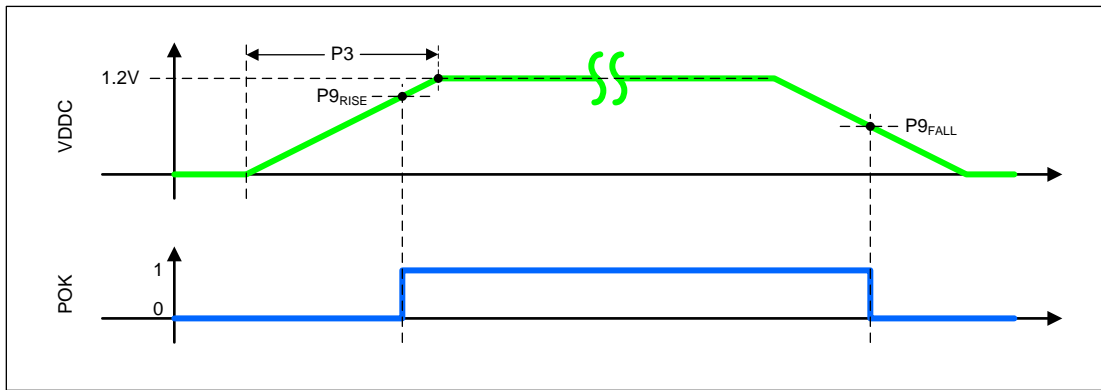 P3
1.2V
P9RISE
P9FALL
VDDC
1
POK
0